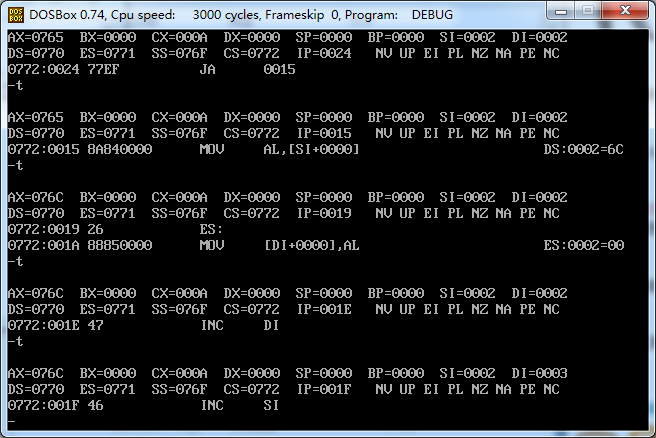 DOSBox 0.74, Cpu speed:     3000 cycles, Frameskip  0, Program:    DEBUG
AX=0765  BX=0000  CX=000A  DX=0000  SP=0000  BP=0000  SI=0002  DI=0002
DS=0770  ES=0771  SS=076F  CS=0772  IP=0024   NV UP EI PL NZ NA PE NC
0772:0024 77EF          JA      0015
-t
AX=0765  BX=0000  CX=000A  DX=0000  SP=0000  BP=0000  SI=0002  DI=0002
DS=0770  ES=0771  SS=076F  CS=0772  IP=0015   NV UP EI PL NZ NA PE NC
0772:0015 8A840000      MOV     AL,[SI+0000]                       DS:0002=6C
-t
AX=076C  BX=0000  CX=000A  DX=0000  SP=0000  BP=0000  SI=0002  DI=0002
DS=0770  ES=0771  SS=076F  CS=0772  IP=0019   NV UP EI PL NZ NA PE NC
0772:0019 26            ES:
0772:001A 88850000      MOV     [DI+0000],AL                       ES:0002=00
-t
AX=076C  BX=0000  CX=000A  DX=0000  SP=0000  BP=0000  SI=0002  DI=0002
DS=0770  ES=0771  SS=076F  CS=0772  IP=001E   NV UP EI PL NZ NA PE NC
0772:001E 47            INC     DI
-t
AX=076C  BX=0000  CX=000A  DX=0000  SP=0000  BP=0000  SI=0002  DI=0003
DS=0770  ES=0771  SS=076F  CS=0772  IP=001F   NV UP EI PL NZ NA PE NC
0772:001F 46            INC     SI
-